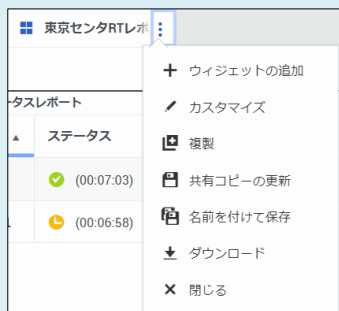 東京センタRTレポ
ウィジェットの追加
カスタマイズ
複製
共有コピーの更新
名前を付けて保存
ダウンロード
閉じる
タスレポート
ステータス
(00:07:03)
(00:06:58)